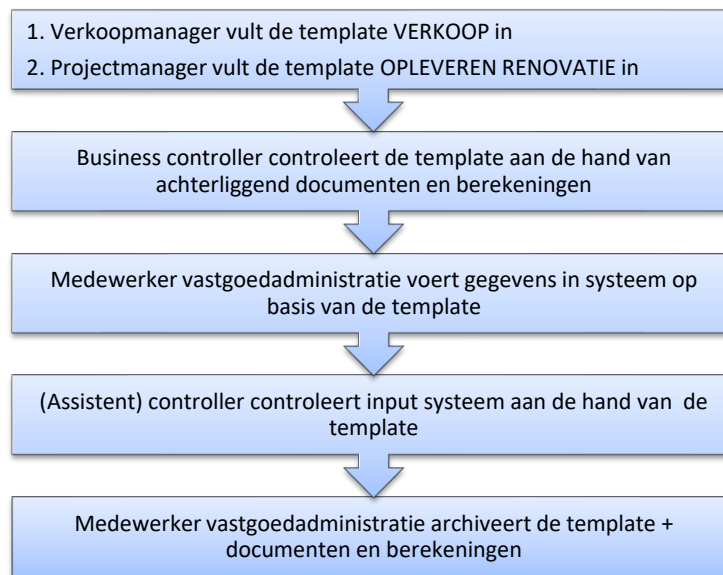 1. Verkoopmanager vult de template VERKOOP in
2. Projectmanager vult de template OPLEVEREN RENOVATIE in
Business controller controleert de template aan de hand van
achterliggend documenten en berekeningen
Medewerker vastgoedadministratie voert gegevens in systeem op
basis van de template
(Assistent) controller controleert input systeem aan de hand van de
template
Medewerker vastgoedadministratie archiveert de template +
documenten en berekeningen